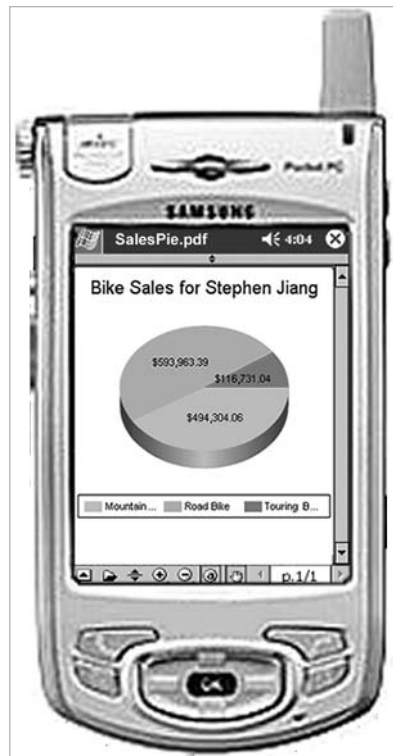 Pocket PC
SAMSUNG
SalesPie.pdf 4:04
Bike Sales for Stephen Jiang
$593,963.39
$116,731.04
$494,304.06
Mountain... Road Bike Touring B...
p.1/1
OK